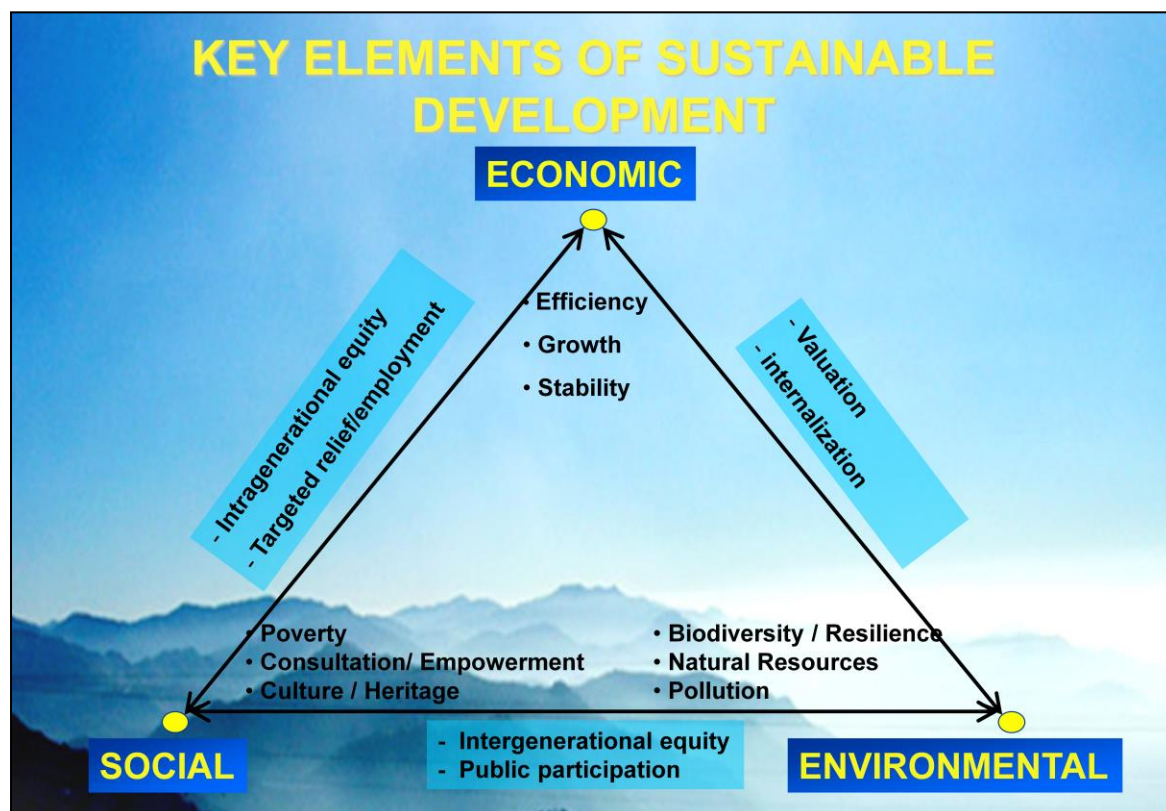 KEY ELEMENTS OF SUSTAINABLE
DEVELOPMENT
ECONOMIC
• Efficiency
• Growth
• Stability
- Intragenerational equity
- Targeted relief/employment
- Valuation
- internalization
• Poverty
• Consultation/ Empowerment
• Culture / Heritage
• Biodiversity / Resilience
• Natural Resources
• Pollution
SOCIAL
- Intergenerational equity
- Public participation
ENVIRONMENTAL